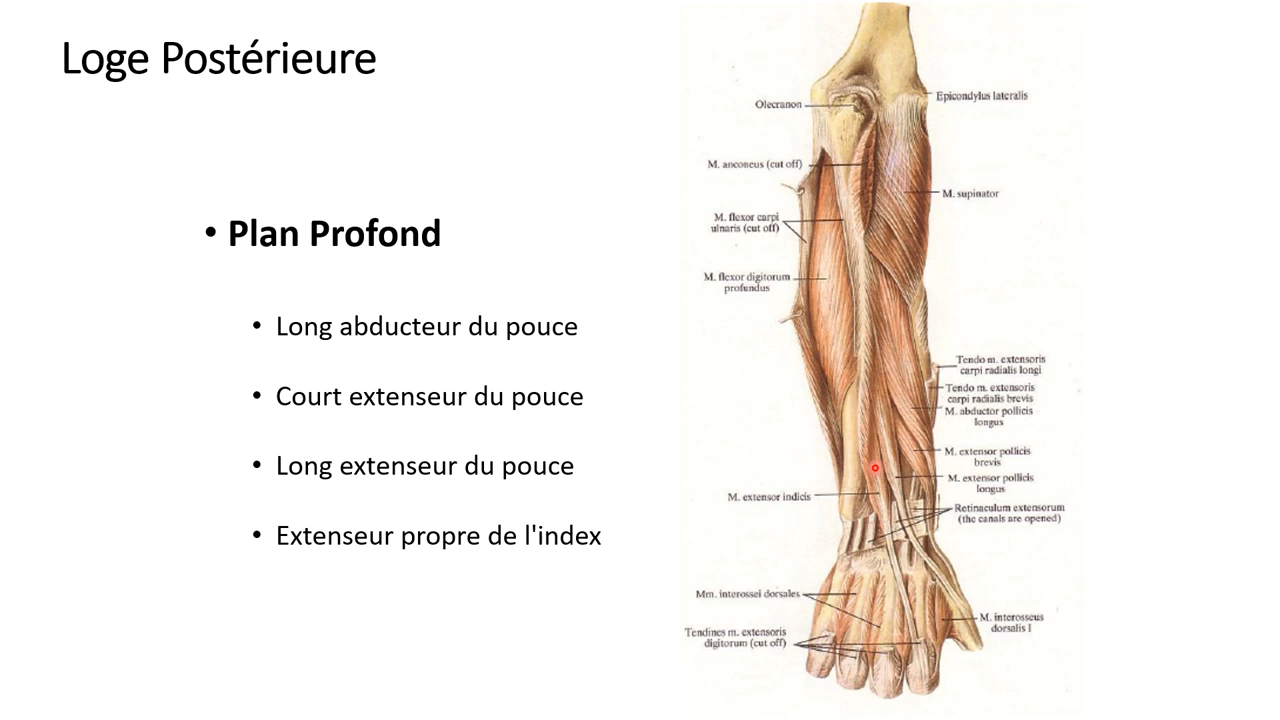 Loge Postérieure
• Plan Profond
• Long abducteur du pouce
• Court extenseur du pouce
• Long extenseur du pouce
• Extenseur propre de l'index
Olecranon
Epicondylus lateralis
M. anconeus (cut off)
M. supinator
M. flexor carpi
ulnaris (cut off)
M. flexor digitorum
profundus
Tendo m. extensoris
carpi radialis longi
Tendo m. extensoris
carpi radialis brevis
M. abductor pollicis
longus
M. extensor pollicis
brevis
M. extensor pollicis
longus
M. extensor indicis
Retinaculum extensorum
(the canals are opened)
Mm. interossei dorsales
M. interosseus
dorsalis I
Tendines m. extensoris
digitorum (cut off)